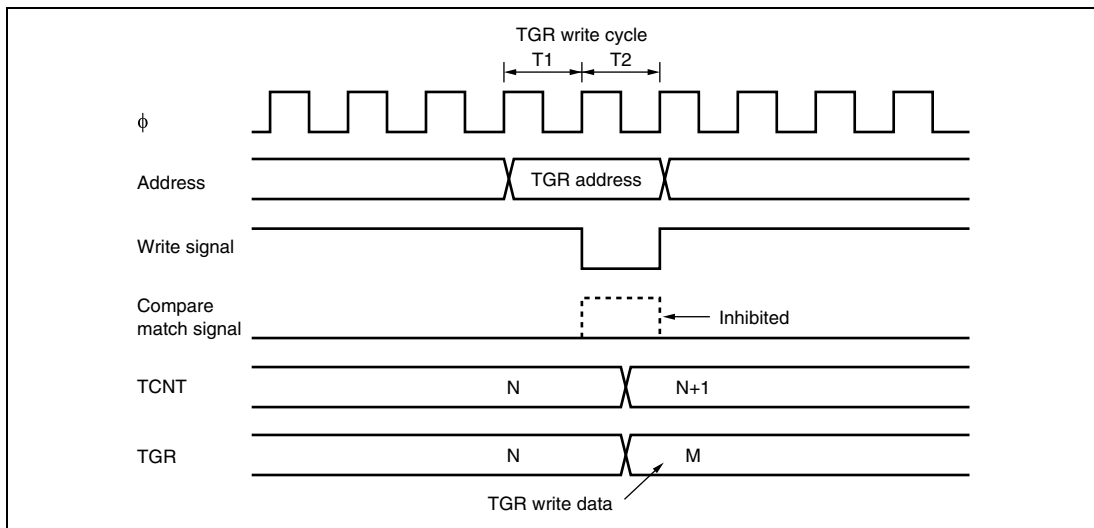 TGR write cycle
T1 T2
ϕ
Address TGR address
Write signal
Compare
match signal Inhibited
TCNT N N+1
TGR N M
TGR write data